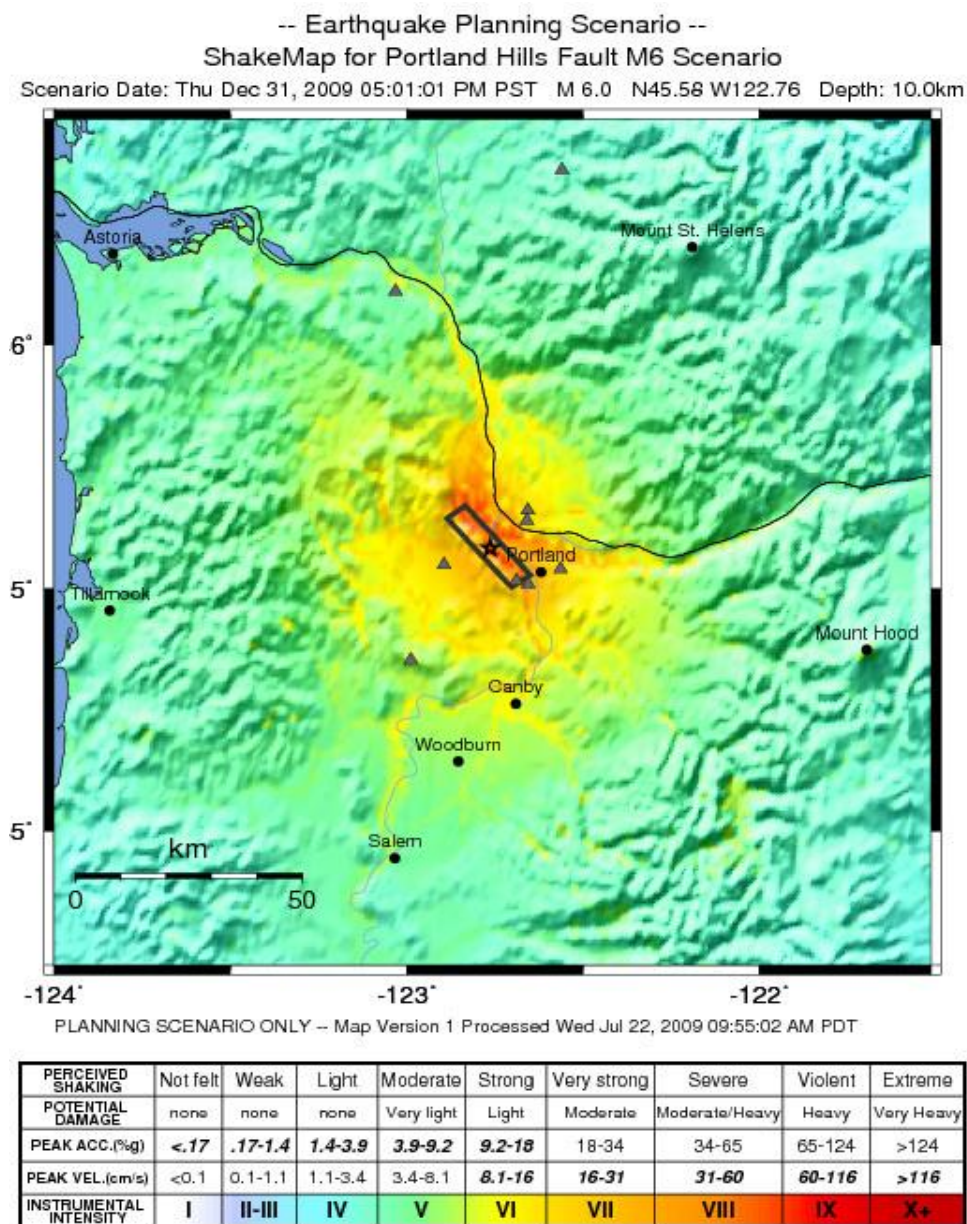 -- Earthquake Planning Scenario --
ShakeMap for Portland Hills Fault M6 Scenario
Scenario Date: Thu Dec 31, 2009 05:01:01 PM PST M 6.0 N45.58 W122.76 Depth: 10.0km
Mount St. Helens
Astoria
6°
Portland
5°
Tillamook
Mount Hood
Canby
Woodburn
5°
Salem
km
0 50
-124° -123° -122°
PLANNING SCENARIO ONLY -- Map Version 1 Processed Wed Jul 22, 2009 09:55:02 AM PDT
PERCEIVED SHAKING Not felt Weak Light Moderate Strong Very strong Severe Violent Extreme
POTENTIAL DAMAGE none none none Very light Light Moderate Moderate/Heavy Heavy Very Heavy
PEAK ACC.(%g) <.17 .17-1.4 1.4-3.9 3.9-9.2 9.2-18 18-34 34-65 65-124 >124
PEAK VEL.(cm/s) <0.1 0.1-1.1 1.1-3.4 3.4-8.1 8.1-16 16-31 31-60 60-116 >116
INSTRUMENTAL INTENSITY I II-III IV V VI VII VIII IX X+